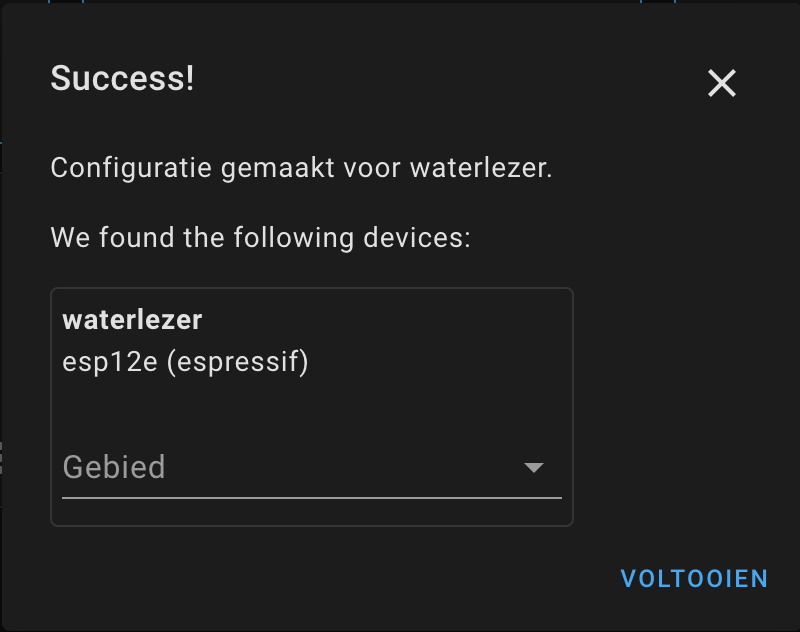 Success!
Configuratie gemaakt voor waterlezer.
We found the following devices:
waterlezer
esp12e (espressif)
Gebied
VOLTOOIEN